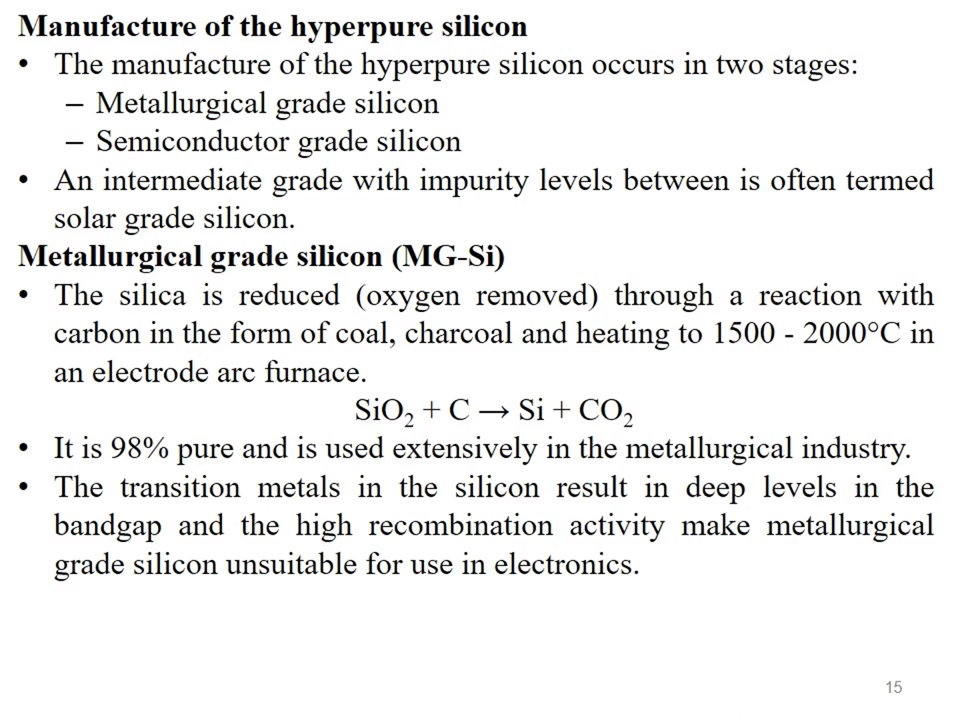 Manufacture of the hyperpure silicon
• The manufacture of the hyperpure silicon occurs in two stages:
– Metallurgical grade silicon
– Semiconductor grade silicon
• An intermediate grade with impurity levels between is often termed
solar grade silicon.
Metallurgical grade silicon (MG-Si)
• The silica is reduced (oxygen removed) through a reaction with
carbon in the form of coal, charcoal and heating to 1500 - 2000°C in
an electrode arc furnace.
SiO₂ + C → Si + CO₂
• It is 98% pure and is used extensively in the metallurgical industry.
• The transition metals in the silicon result in deep levels in the
bandgap and the high recombination activity make metallurgical
grade silicon unsuitable for use in electronics.
15